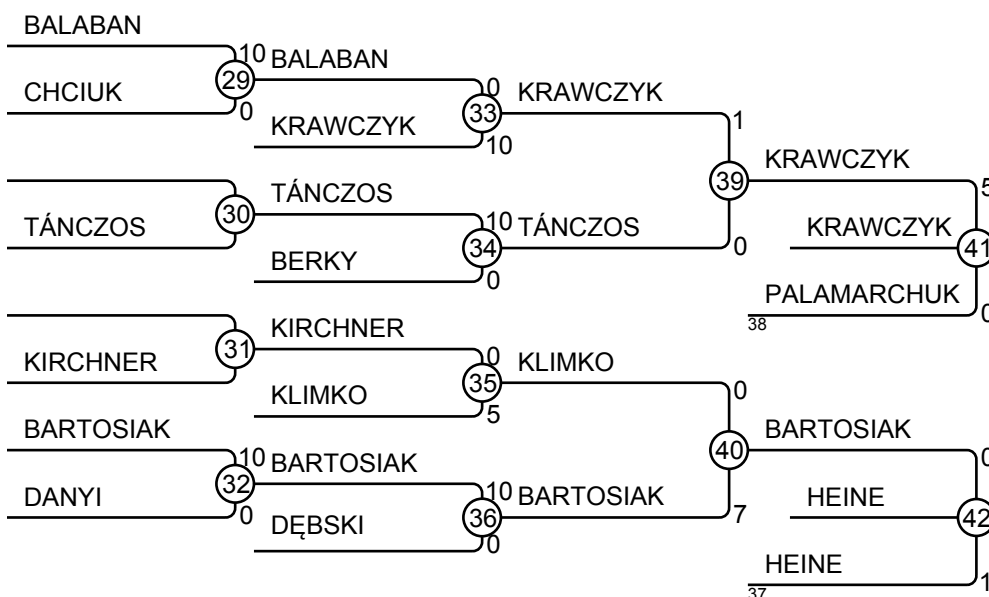 BALABAN
10
29
BALABAN
CHCIUK
0
0
33
KRAWCZYK
KRAWCZYK
10
1
39
KRAWCZYK
5
30
TÁNCZOS
TÁNCZOS
10
34
TÁNCZOS
0
KRAWCZYK
41
BERKY
0
PALAMARCHUK
0
38
31
KIRCHNER
KIRCHNER
0
35
KLIMKO
KLIMKO
5
0
40
BARTOSIAK
0
BARTOSIAK
10
32
BARTOSIAK
DANYI
0
10
36
BARTOSIAK
7
HEINE
42
DĘBSKI
0
HEINE
1
37